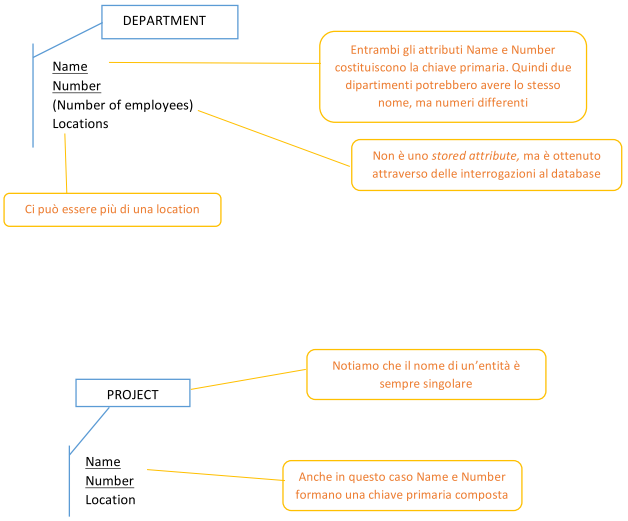 DEPARTMENT
Name
Number
(Number of employees)
Locations
Entrambi gli attributi Name e Number
costituiscono la chiave primaria. Quindi due
dipartimenti potrebbero avere lo stesso
nome, ma numeri differenti
Non è uno stored attribute, ma è ottenuto
attraverso delle interrogazioni al database
Ci può essere più di una location
Notiamo che il nome di un'entità è
sempre singolare
PROJECT
Name
Number
Location
Anche in questo caso Name e Number
formano una chiave primaria composta